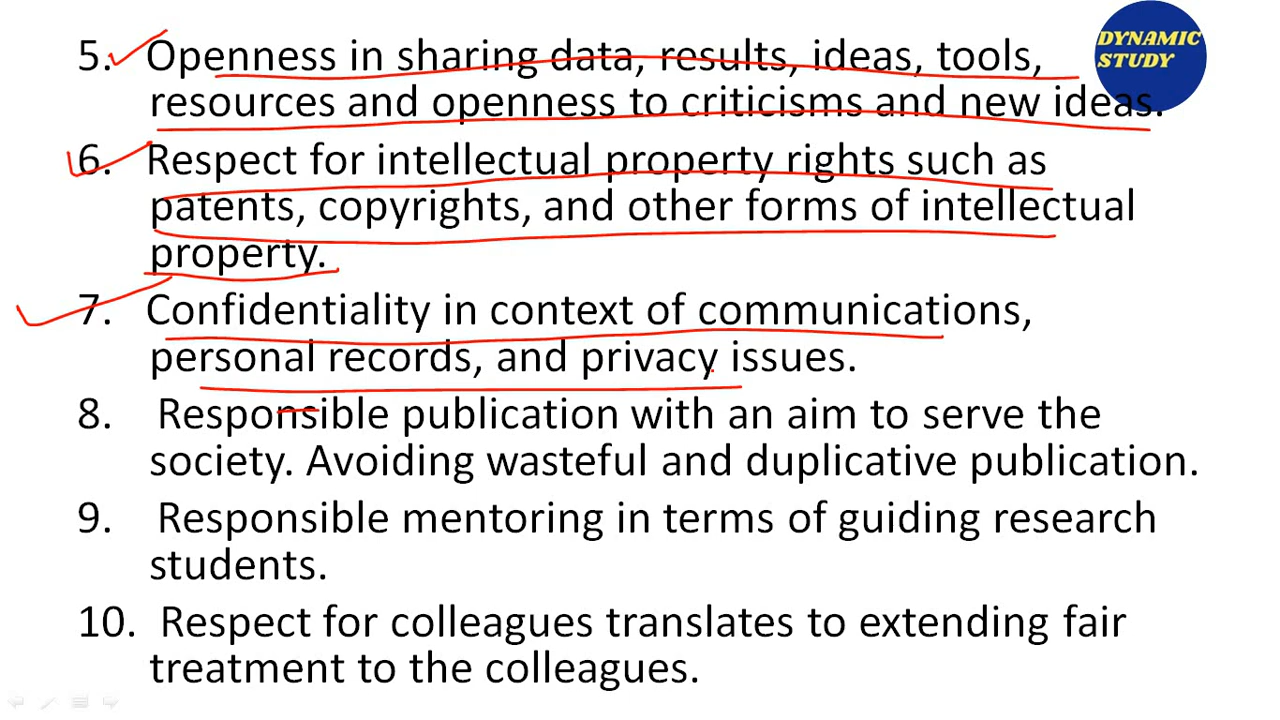 DYNAMIC
STUDY
5. Openness in sharing data, results, ideas, tools,
resources and openness to criticisms and new ideas.
6. Respect for intellectual property rights such as
patents, copyrights, and other forms of intellectual
property.
7. Confidentiality in context of communications,
personal records, and privacy issues.
8. Responsible publication with an aim to serve the
society. Avoiding wasteful and duplicative publication.
9. Responsible mentoring in terms of guiding research
students.
10. Respect for colleagues translates to extending fair
treatment to the colleagues.